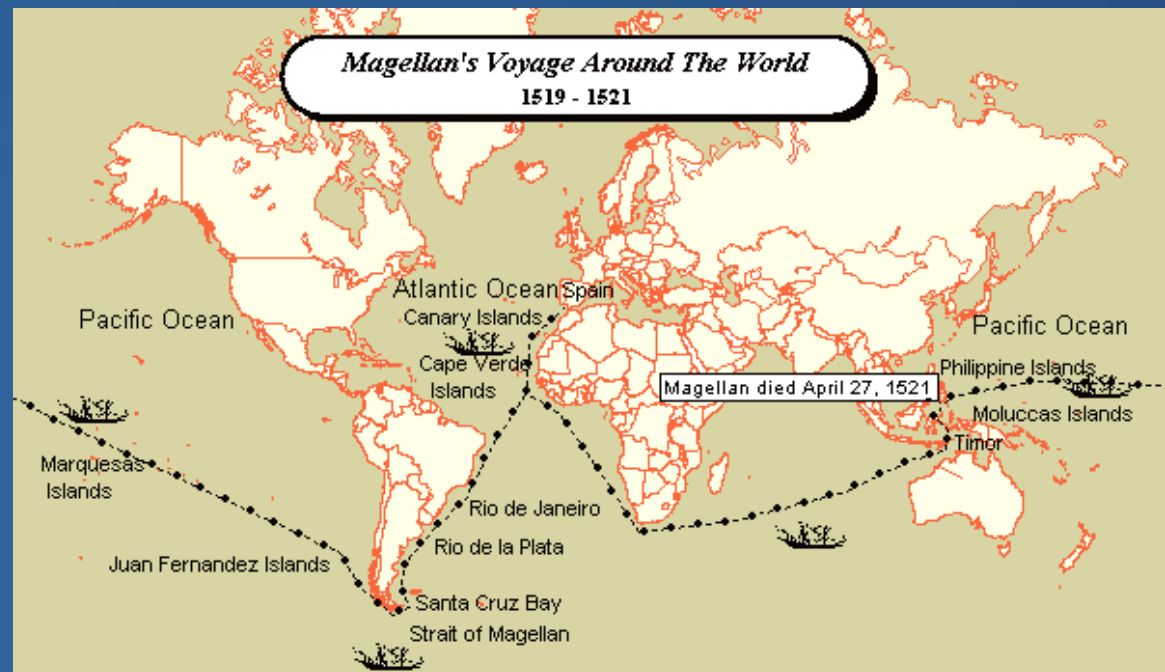 Magellan's Voyage Around The World
1519 - 1521
Atlantic Ocean
Spain
Pacific Ocean
Canary Islands
Pacific Ocean
Cape Verde
Islands
Philippine Islands
Magellan died April 27, 1521
Moluccas Islands
Timor
Marquesas
Islands
Rio de Janeiro
Rio de la Plata
Juan Fernandez Islands
Santa Cruz Bay
Strait of Magellan